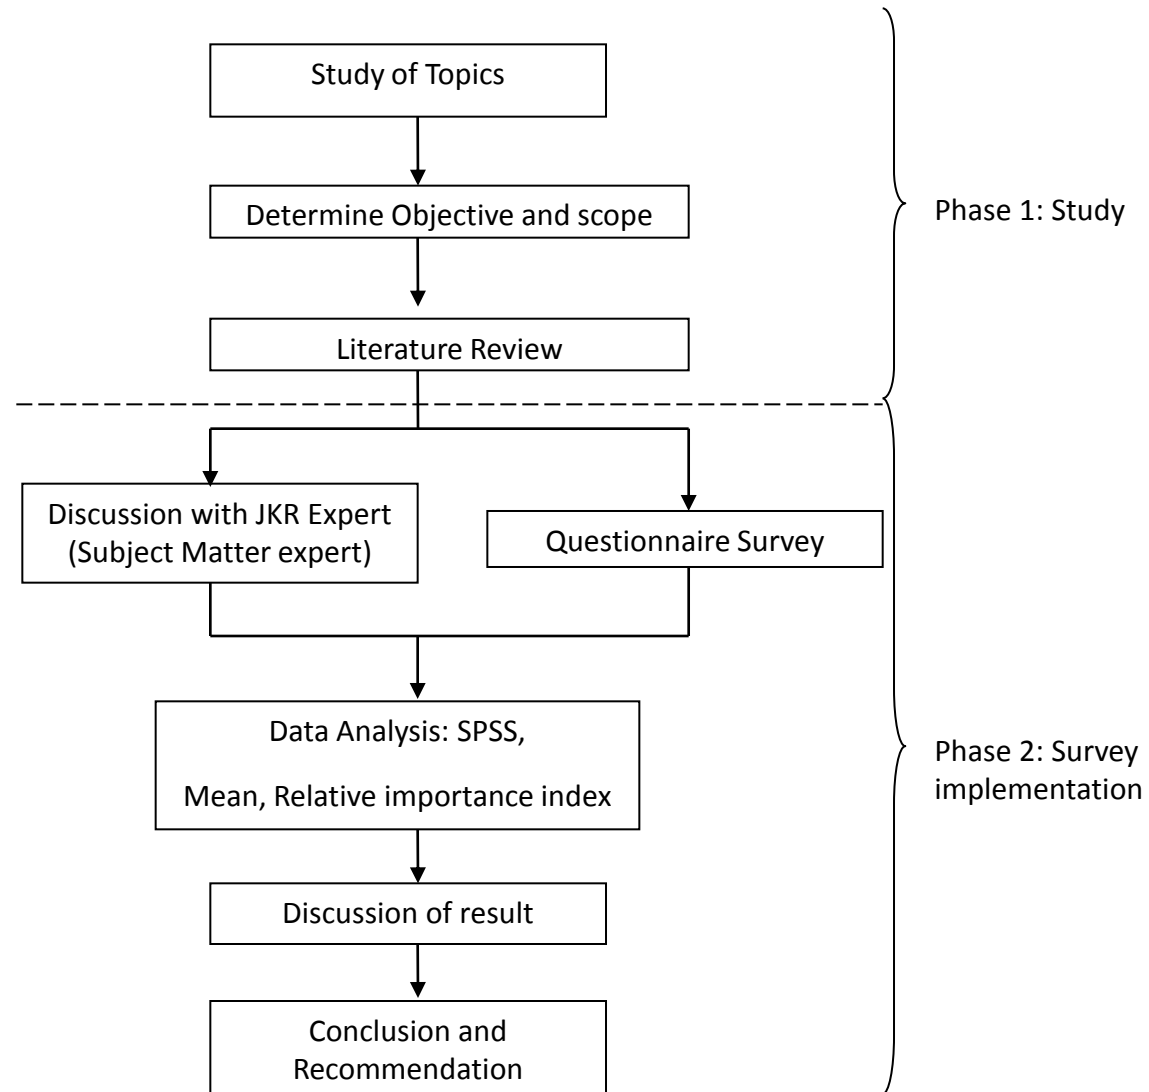 Study of Topics
Determine Objective and scope
Phase 1: Study
Literature Review
Discussion with JKR Expert
(Subject Matter expert)
Questionnaire Survey
Data Analysis: SPSS,
Mean, Relative importance index
Phase 2: Survey
implementation
Discussion of result
Conclusion and
Recommendation